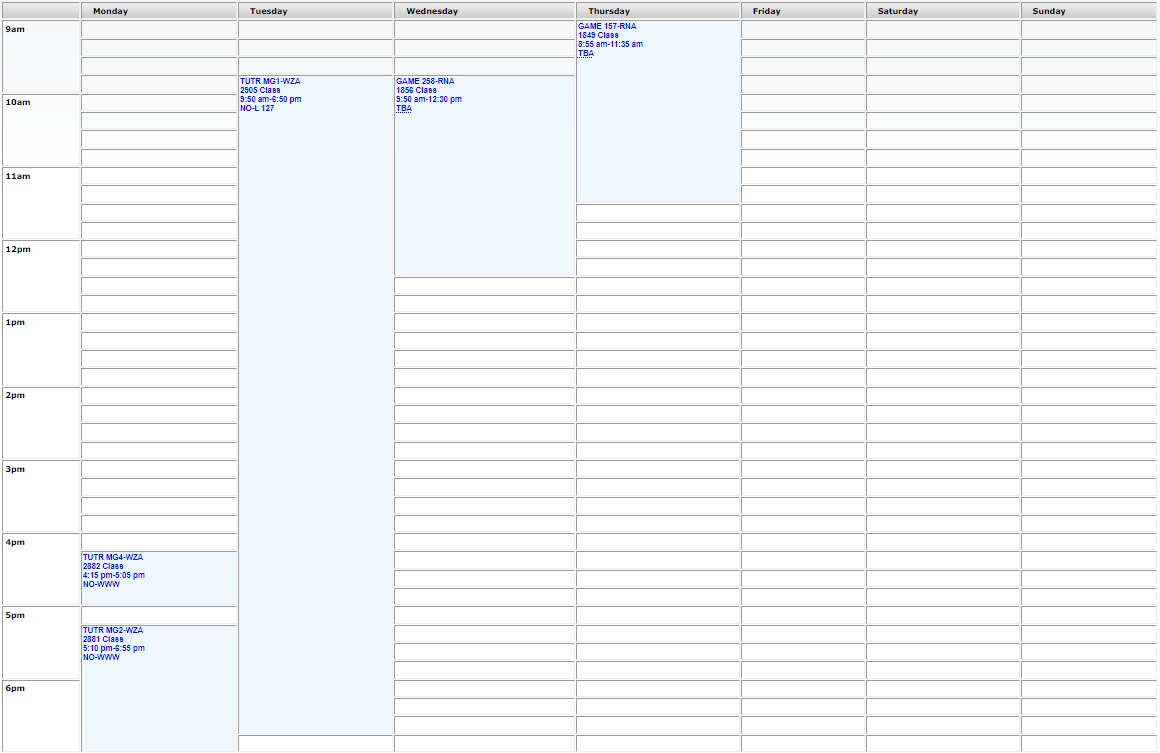 Monday Tuesday Wednesday Thursday Friday Saturday Sunday
9am
GAME 157-RNA
1849 Class
8:55 am-11:35 am
TBA
TUTR MG1-WZA
2905 Class
9:50 am-6:50 pm
NO-L 127
GAME 258-RNA
1856 Class
9:50 am-12:30 pm
TBA
10am
11am
12pm
1pm
2pm
3pm
4pm
TUTR MG4-WZA
2882 Class
4:15 pm-5:05 pm
NO-WWW
5pm
TUTR MG2-WZA
2881 Class
5:10 pm-6:55 pm
NO-WWW
6pm